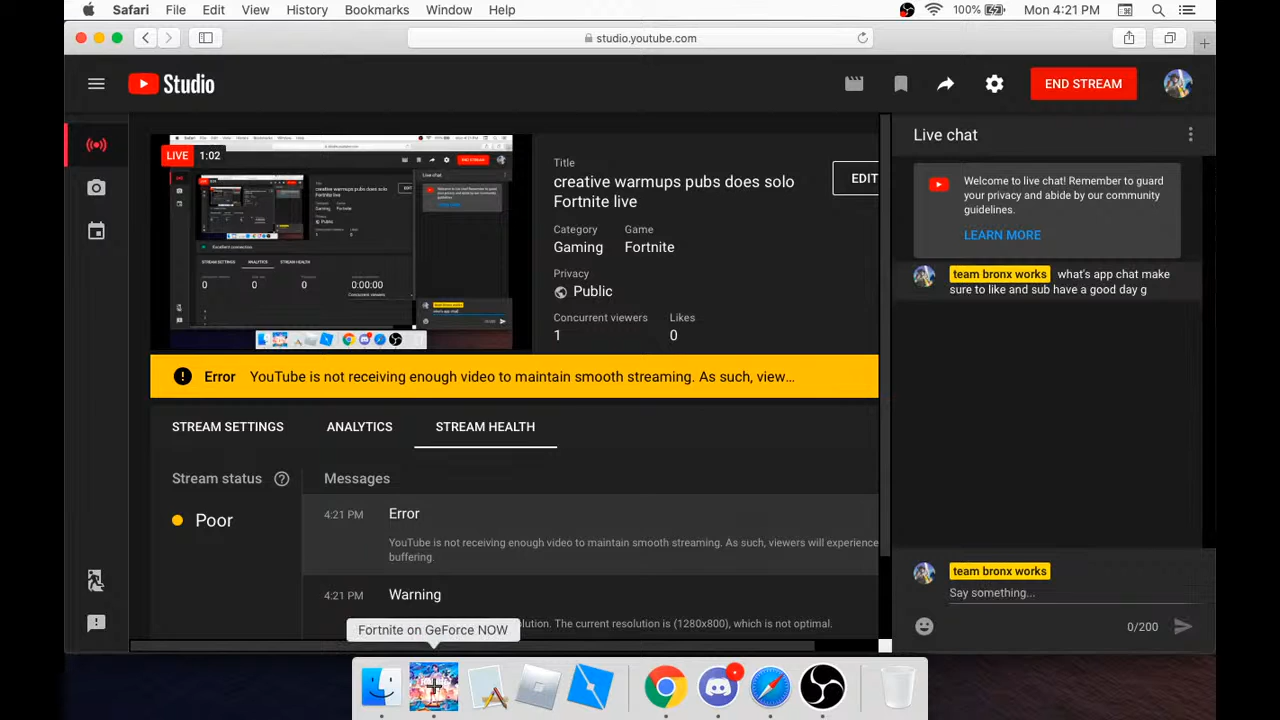 Safari File Edit View History Bookmarks Window Help 100% Mon 4:21 PM
studio.youtube.com
Studio
END STREAM
LIVE 1:02
Title
creative warmups pubs does solo
Fortnite live
EDIT
Category Game
Gaming Fortnite
Privacy
Public
Concurrent viewers Likes
1 0
Error YouTube is not receiving enough video to maintain smooth streaming. As such, view...
STREAM SETTINGS ANALYTICS STREAM HEALTH
Stream status
Poor
Messages
4:21 PM Error
YouTube is not receiving enough video to maintain smooth streaming. As such, viewers will experience
buffering.
4:21 PM Warning
The current resolution is (1280x800), which is not optimal.
Fortnite on GeForce NOW
Live chat
Welcome to live chat! Remember to guard
your privacy and abide by our community
guidelines.
LEARN MORE
team bronx works what's app chat make
sure to like and sub have a good day g
team bronx works
Say something...
0/200